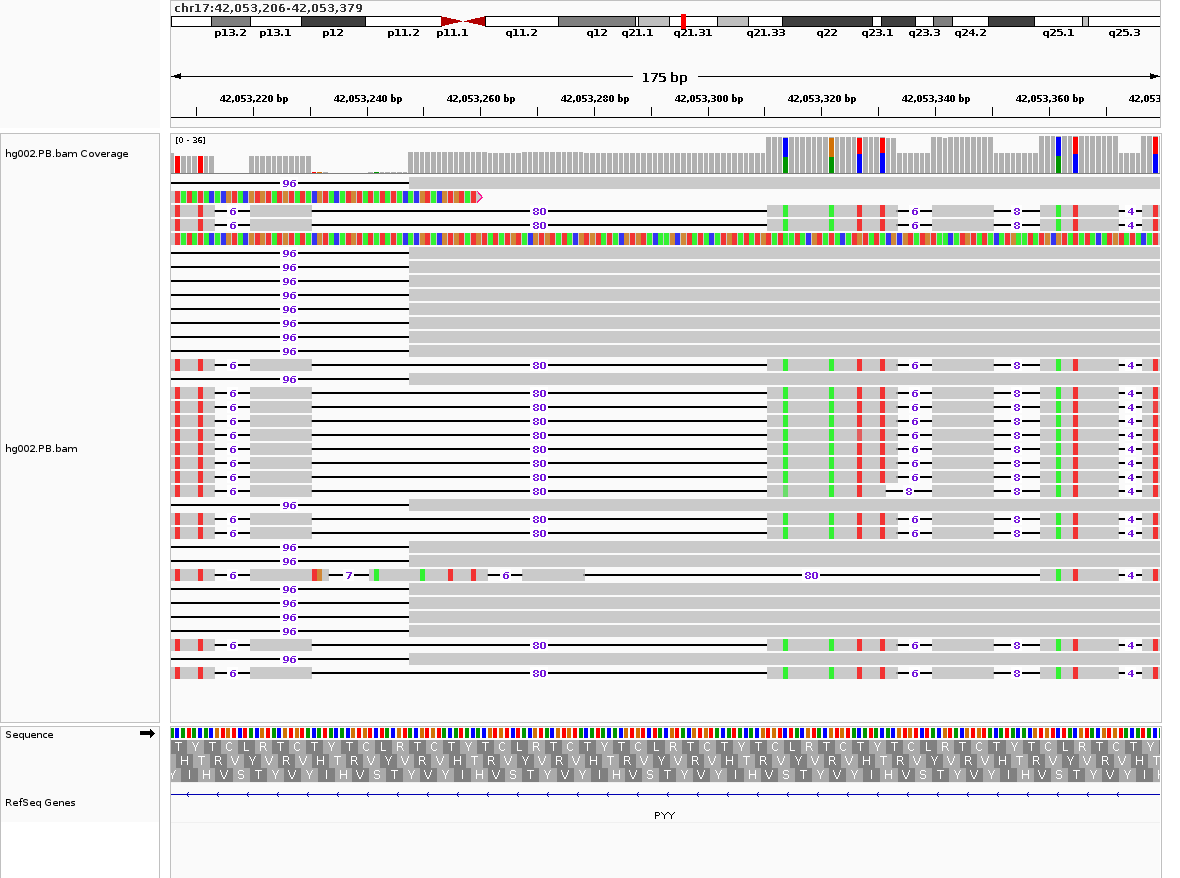 chr17:42,053,206-42,053,379
p13.2 p13.1 p12 p11.2 p11.1 q11.2 q12 q21.1 q21.31 q21.33 q22 q23.1 q23.3 q24.2 q25.1 q25.3
175 bp
42,053,220 bp 42,053,240 bp 42,053,260 bp 42,053,280 bp 42,053,300 bp 42,053,320 bp 42,053,340 bp 42,053,360 bp 42,053
[0 - 36]
hg002.PB.bam Coverage
96
6 80 6 8 4
6 80 6 8 4
96
96
96
96
96
96
96
96
6 80 6 8 4
96
6 80 6 8 4
6 80 6 8 4
6 80 6 8 4
6 80 6 8 4
hg002.PB.bam 6 80 6 8 4
6 80 6 8 4
6 80 6 8 4
6 80 8 8 4
96
6 80 6 8 4
6 80 6 8 4
96
96
6 7 6 80 4
96
96
96
96
6 80 6 8 4
96
6 80 6 8 4
Sequence
T Y T C L R T C T Y T C L R T C T Y T C L R T C T Y T C L R T C T Y T C L R T C T Y T C L R T C T Y T C L R T C T Y
H T R V Y V R V H T R V Y V R V H T R V Y V R V H T R V Y V R V H T R V Y V R V H T R V Y V R V H T R V Y V R V H T
Y I H V S T Y V Y I H V S T Y V Y I H V S T Y V Y I H V S T Y V Y I H V S T Y V Y I H V S T Y V Y I H V S T Y V Y I
RefSeq Genes
PYY